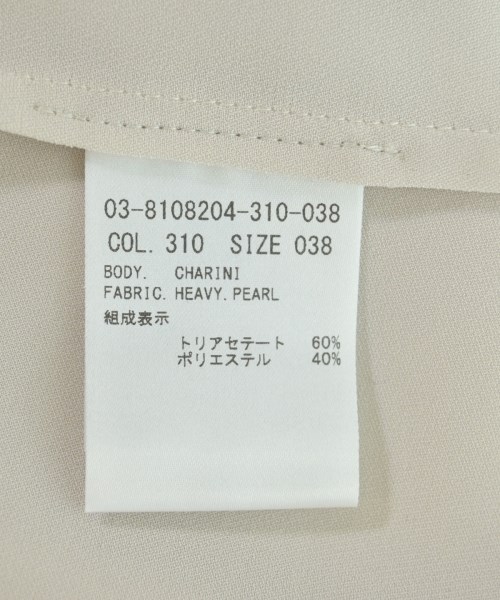 03-8108204-310-038
COL. 310 SIZE 038
BODY. CHARINI
FABRIC. HEAVY. PEARL
組成表示
トリアセテート 60%
ポリエステル 40%